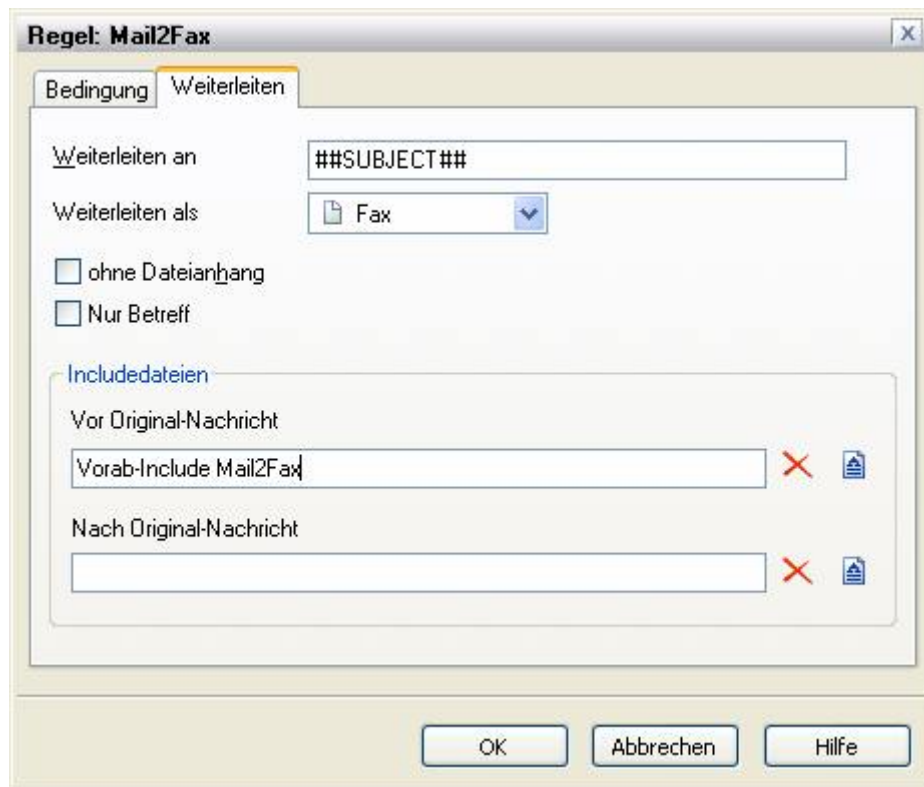 Regel: Mail2Fax
Bedingung Weiterleiten
Weiterleiten an ##SUBJECT##
Weiterleiten als Fax
ohne Dateianhang
Nur Betreff
Includedateien
Vor Original-Nachricht
Vorab-Include Mail2Fax
Nach Original-Nachricht
OK Abbrechen Hilfe